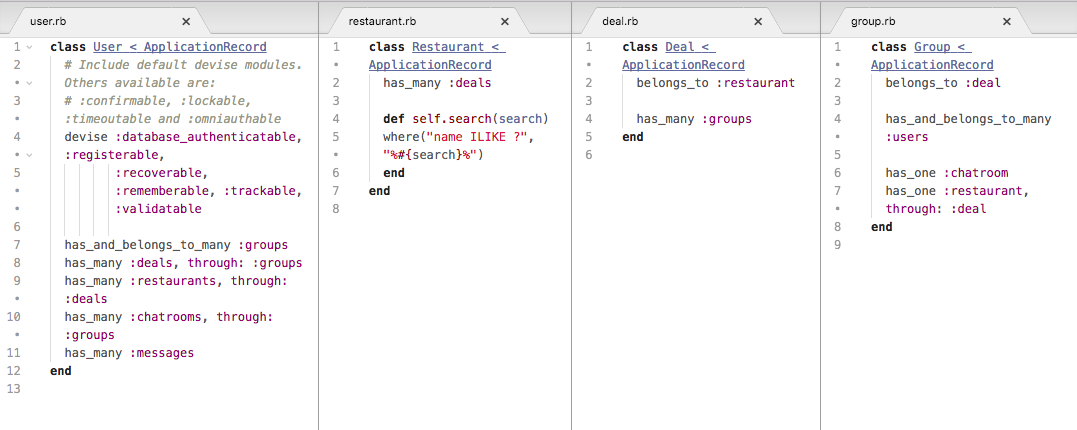 user.rb
restaurant.rb
deal.rb
group.rb
1 class User < ApplicationRecord
2 # Include default devise modules.
• Others available are:
3 # :confirmable, :lockable,
• :timeoutable and :omniauthable
4 devise :database_authenticatable,
• :registerable,
5 :recoverable,
• :rememberable, :trackable,
• :validatable
6
7 has_and_belongs_to_many :groups
8 has_many :deals, through: :groups
9 has_many :restaurants, through:
• :deals
10 has_many :chatrooms, through:
• :groups
11 has_many :messages
12 end
13
1 class Restaurant <
• ApplicationRecord
2 has_many :deals
3
4 def self.search(search)
5 where("name ILIKE ?",
• "%#{search}%")
6 end
7 end
8
1 class Deal <
• ApplicationRecord
2 belongs_to :restaurant
3
4 has_many :groups
5 end
6
1 class Group <
• ApplicationRecord
2 belongs_to :deal
3
4 has_and_belongs_to_many
• :users
5
6 has_one :chatroom
7 has_one :restaurant,
• through: :deal
8 end
9